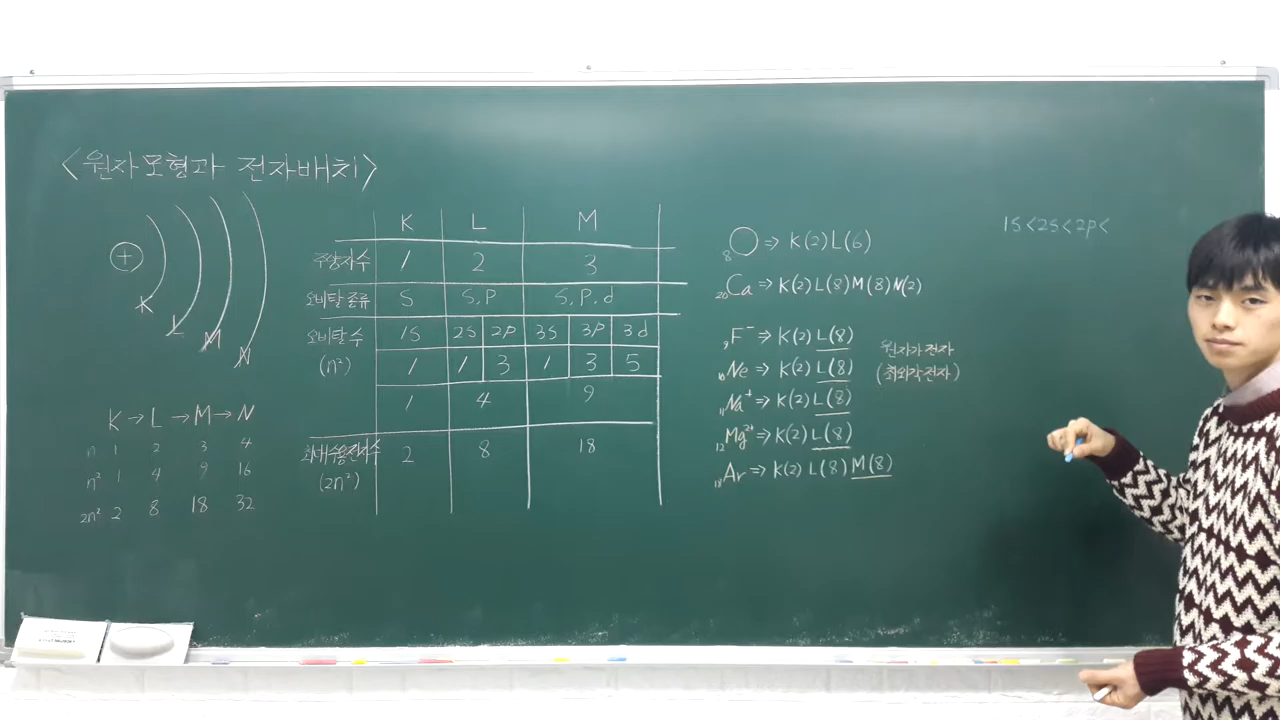 <원자모형과 전자배치>
+
K
L
M
N
K → L → M → N
n 1 2 3 4
n² 1 4 9 16
2n² 2 8 18 32
K L M
주양자수 1 2 3
오비탈종류 S S, P S, P, d
오비탈수 1S 2S 2P 3S 3P 3d
(n²) 1 1 3 1 3 5
1 4 9
최대수용전자수 2 8 18
(2n²)
₈O ⇒ K(2) L(6)
₂₀Ca ⇒ K(2) L(8) M(8) N(2)
₉F⁻ ⇒ K(2) L(8)
₁₀Ne ⇒ K(2) L(8)
₁₁Na⁺ ⇒ K(2) L(8)
₁₂Mg²⁺ ⇒ K(2) L(8)
₁₈Ar ⇒ K(2) L(8) M(8)
원자가 전자
(최외각 전자)
1S<2S<2P<